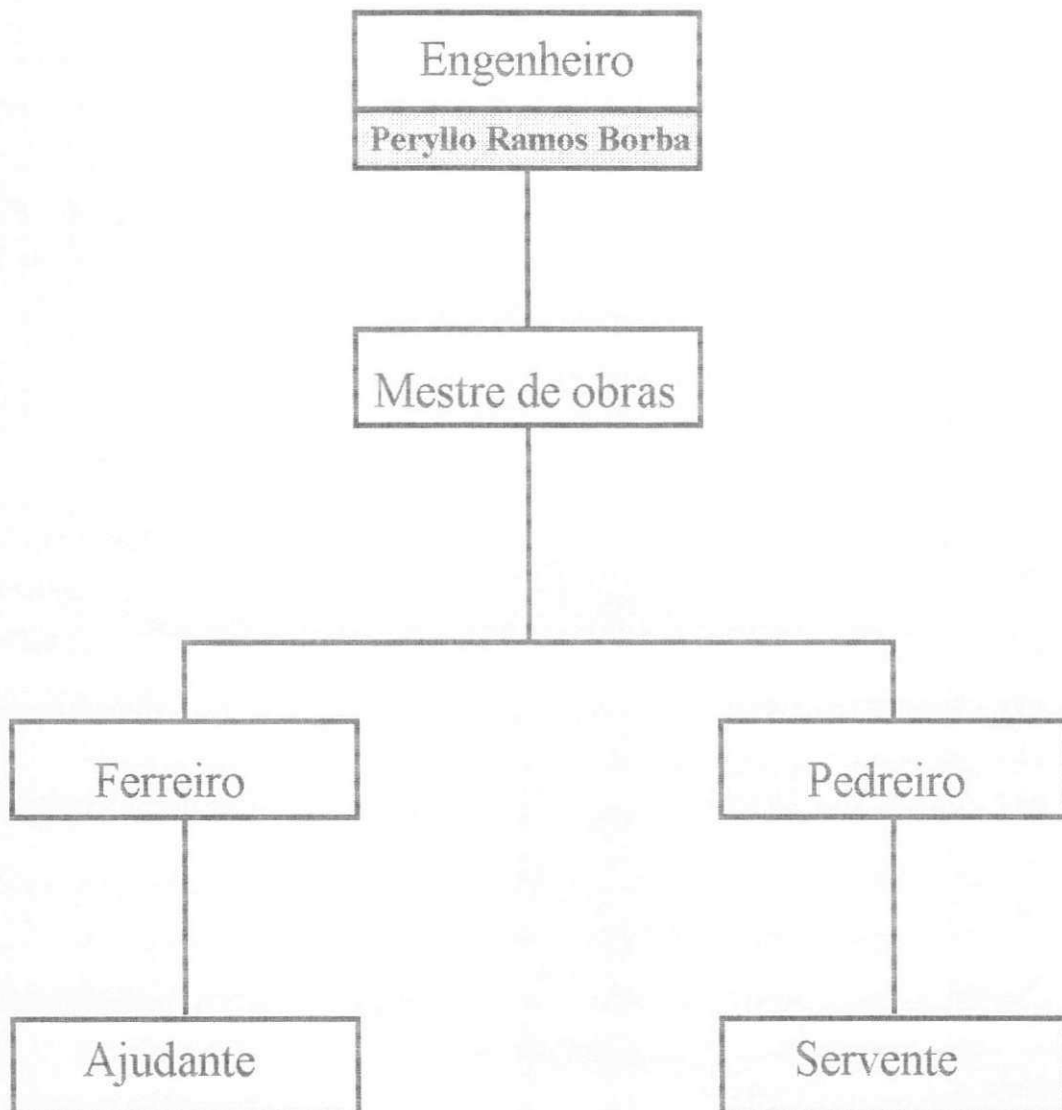 Engenheiro
Peryllo Ramos Borba
Mestre de obras
Ferreiro
Pedreiro
Ajudante
Servente